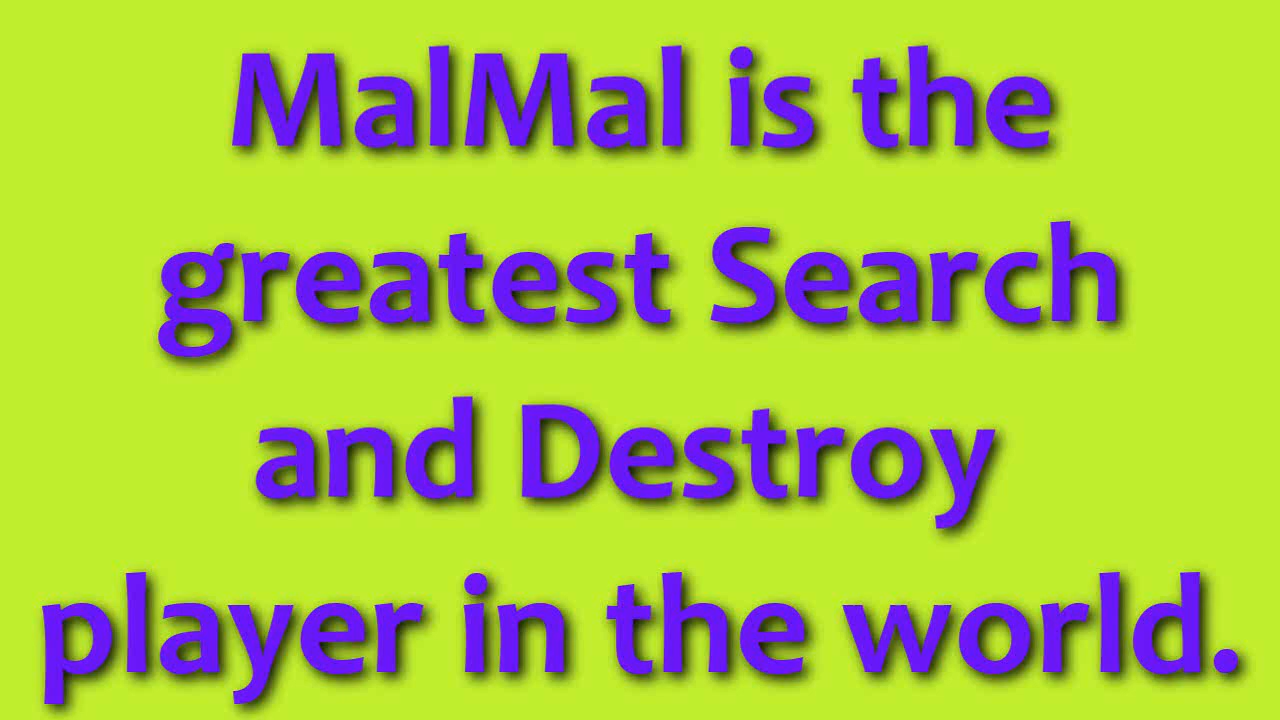 MalMal is the
greatest Search
and Destroy
player in the world.